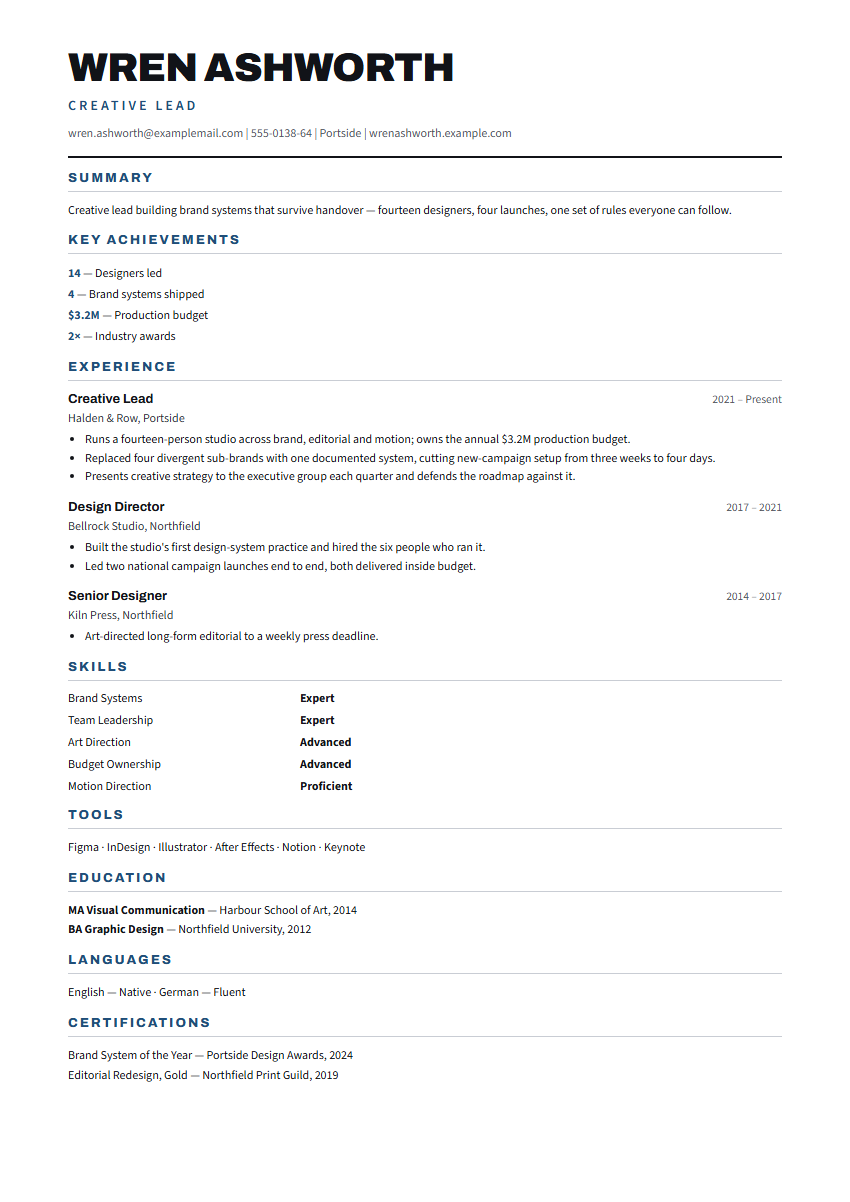 WREN ASHWORTH
CREATIVE LEAD
wren.ashworth@examplemail.com | 555-0138-64 | Portside | wrenashworth.example.com
SUMMARY
Creative lead building brand systems that survive handover — fourteen designers, four launches, one set of rules everyone can follow.
KEY ACHIEVEMENTS
14 — Designers led
4 — Brand systems shipped
$3.2M — Production budget
2× — Industry awards
EXPERIENCE
Creative Lead 2021 – Present
Halden & Row, Portside
• Runs a fourteen-person studio across brand, editorial and motion; owns the annual $3.2M production budget.
• Replaced four divergent sub-brands with one documented system, cutting new-campaign setup from three weeks to four days.
• Presents creative strategy to the executive group each quarter and defends the roadmap against it.
Design Director 2017 – 2021
Bellrock Studio, Northfield
• Built the studio's first design-system practice and hired the six people who ran it.
• Led two national campaign launches end to end, both delivered inside budget.
Senior Designer 2014 – 2017
Kiln Press, Northfield
• Art-directed long-form editorial to a weekly press deadline.
SKILLS
Brand Systems Expert
Team Leadership Expert
Art Direction Advanced
Budget Ownership Advanced
Motion Direction Proficient
TOOLS
Figma · InDesign · Illustrator · After Effects · Notion · Keynote
EDUCATION
MA Visual Communication — Harbour School of Art, 2014
BA Graphic Design — Northfield University, 2012
LANGUAGES
English — Native · German — Fluent
CERTIFICATIONS
Brand System of the Year — Portside Design Awards, 2024
Editorial Redesign, Gold — Northfield Print Guild, 2019